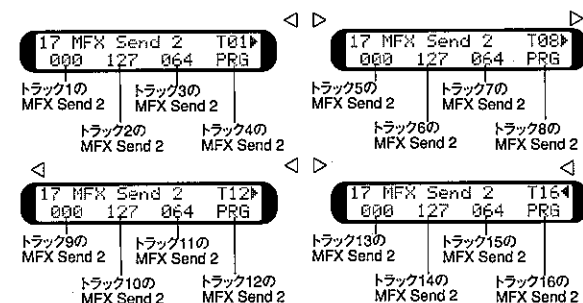 17 MFX Send 2 T01▶
000 127 064 PRG
トラック1の
MFX Send 2
トラック3の
MFX Send 2
トラック2の
MFX Send 2
トラック4の
MFX Send 2
17 MFX Send 2 T08▶
000 127 064 PRG
トラック5の
MFX Send 2
トラック7の
MFX Send 2
トラック6の
MFX Send 2
トラック8の
MFX Send 2
17 MFX Send 2 T12▶
000 127 064 PRG
トラック9の
MFX Send 2
トラック11の
MFX Send 2
トラック10の
MFX Send 2
トラック12の
MFX Send 2
17 MFX Send 2 T16◀
000 127 064 PRG
トラック13の
MFX Send 2
トラック15の
MFX Send 2
トラック14の
MFX Send 2
トラック16の
MFX Send 2